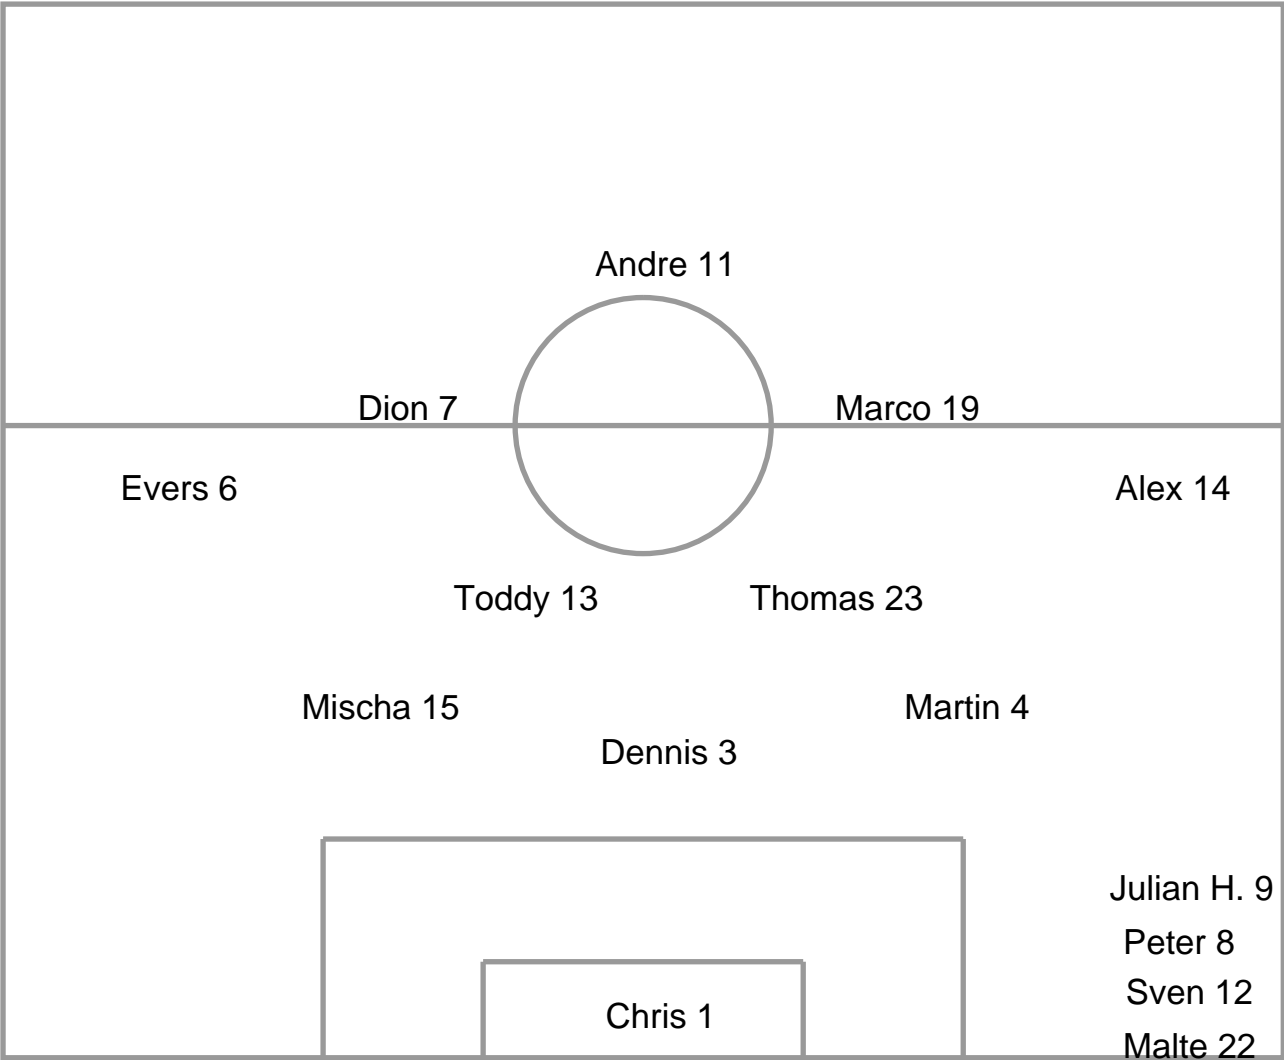 Andre 11
Dion 7
Marco 19
Evers 6
Alex 14
Toddy 13
Thomas 23
Mischa 15
Martin 4
Dennis 3
Julian H. 9
Peter 8
Sven 12
Chris 1
Malte 22